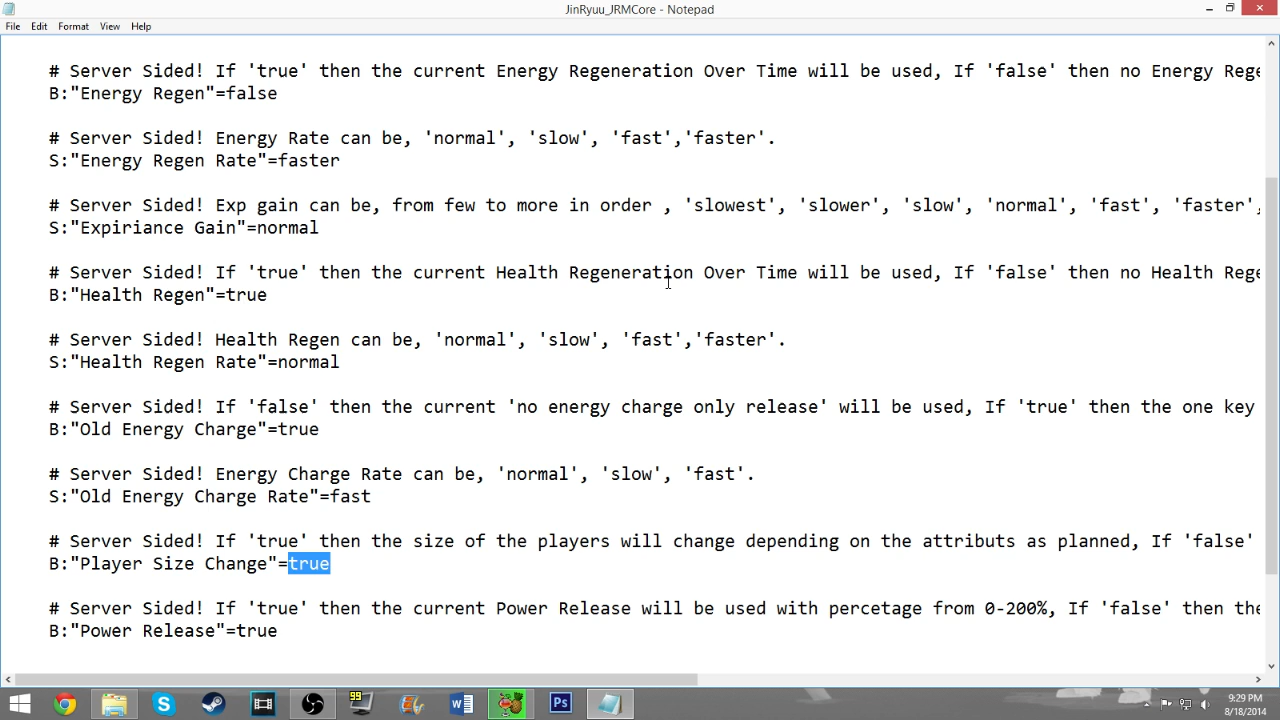 JinRyuu_JRMCore - Notepad
File Edit Format View Help
# Server Sided! If 'true' then the current Energy Regeneration Over Time will be used, If 'false' then no Energy Rege
B:"Energy Regen"=false
# Server Sided! Energy Rate can be, 'normal', 'slow', 'fast','faster'.
S:"Energy Regen Rate"=faster
# Server Sided! Exp gain can be, from few to more in order , 'slowest', 'slower', 'slow', 'normal', 'fast', 'faster',
S:"Expiriance Gain"=normal
# Server Sided! If 'true' then the current Health Regeneration Over Time will be used, If 'false' then no Health Rege
B:"Health Regen"=true
# Server Sided! Health Regen can be, 'normal', 'slow', 'fast','faster'.
S:"Health Regen Rate"=normal
# Server Sided! If 'false' then the current 'no energy charge only release' will be used, If 'true' then the one key
B:"Old Energy Charge"=true
# Server Sided! Energy Charge Rate can be, 'normal', 'slow', 'fast'.
S:"Old Energy Charge Rate"=fast
# Server Sided! If 'true' then the size of the players will change depending on the attributs as planned, If 'false'
B:"Player Size Change"=true
# Server Sided! If 'true' then the current Power Release will be used with percetage from 0-200%, If 'false' then the
B:"Power Release"=true
99
Ps
9:29 PM
8/18/2014